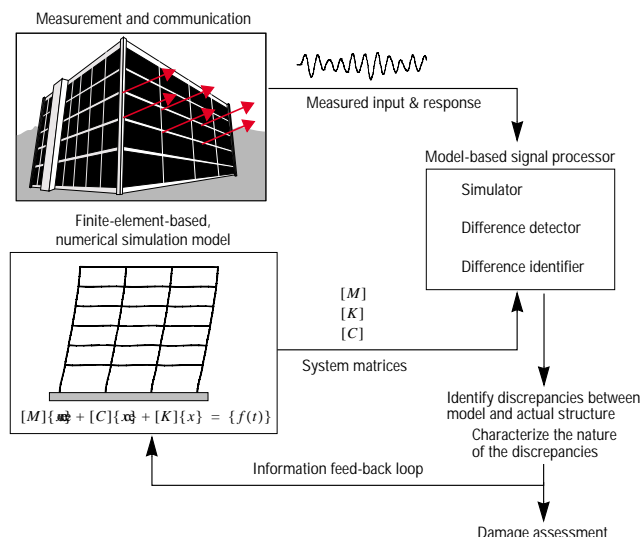 Measurement and communication
Measured input & response
Model-based signal processor
Simulator
Difference detector
Difference identifier
Finite-element-based,
numerical simulation model
[M]
[K]
[C]
System matrices
[M]{ } + [C]{ } + [K]{x} = {f(t)}
Identify discrepancies between
model and actual structure
Characterize the nature
of the discrepancies
Information feed-back loop
Damage assessment